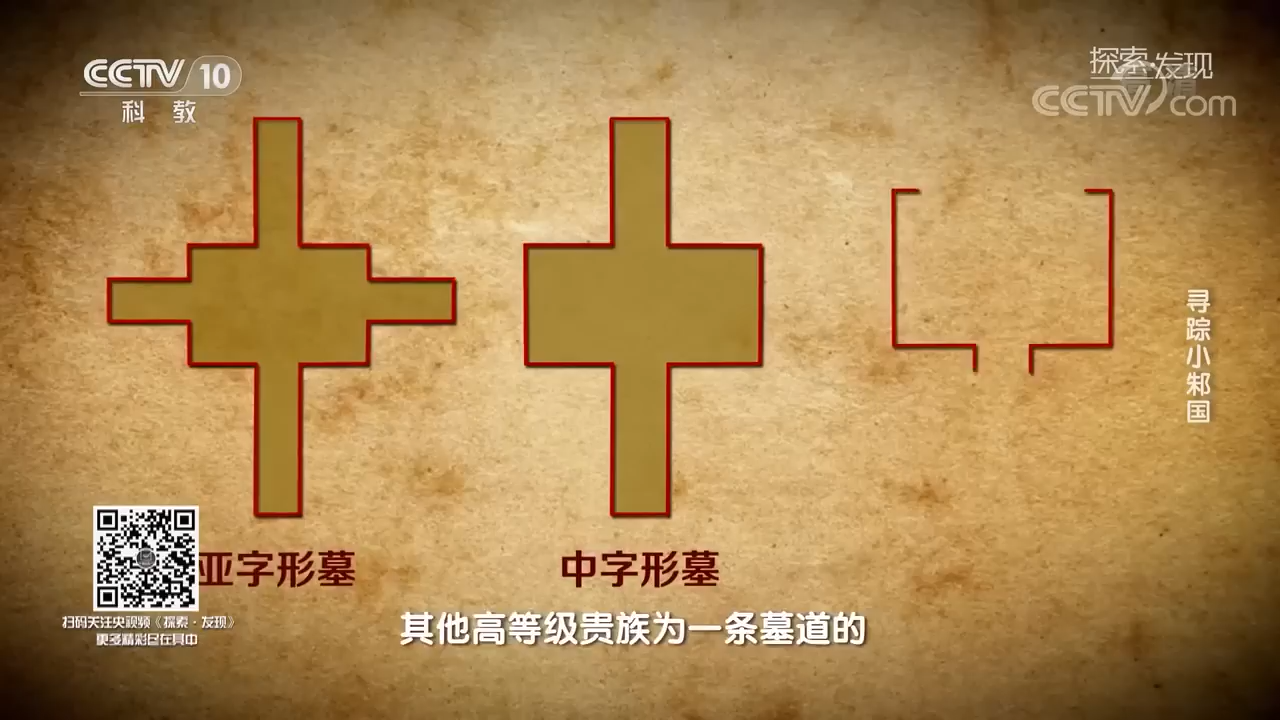 CCTV 10
科教
探索·发现
CCTV.com
寻踪小邾国
亚字形墓
中字形墓
其他高等级贵族为一条墓道的
扫码关注央视频《探索·发现》
更多精彩尽在其中